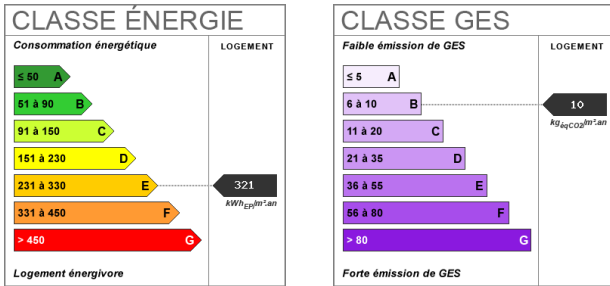 CLASSE ÉNERGIE
Consommation énergétique
LOGEMENT
≤ 50 A
51 à 90 B
91 à 150 C
151 à 230 D
231 à 330 E
321
kWhEP/m².an
331 à 450 F
> 450 G
Logement énergivore
CLASSE GES
Faible émission de GES
LOGEMENT
≤ 5 A
6 à 10 B
10
kgéqCO2/m².an
11 à 20 C
21 à 35 D
36 à 55 E
56 à 80 F
> 80 G
Forte émission de GES